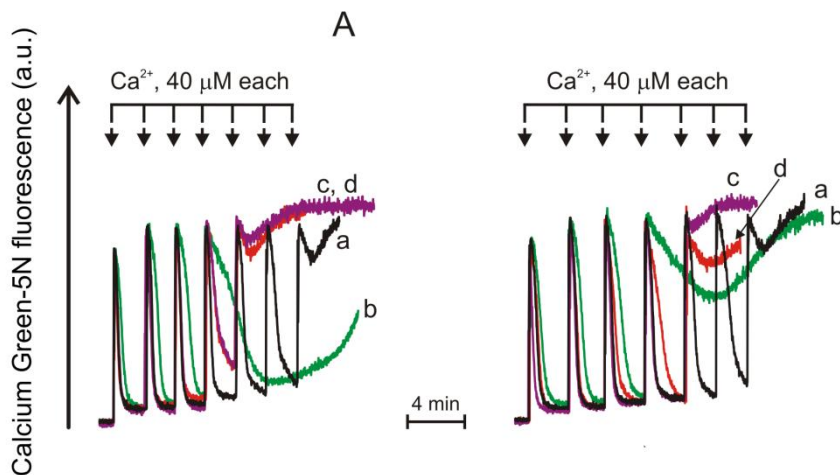 A
Calcium Green-5N fluorescence (a.u.)
Ca²⁺, 40 μM each
c, d
a
b
4 min
Ca²⁺, 40 μM each
c
d
a
b